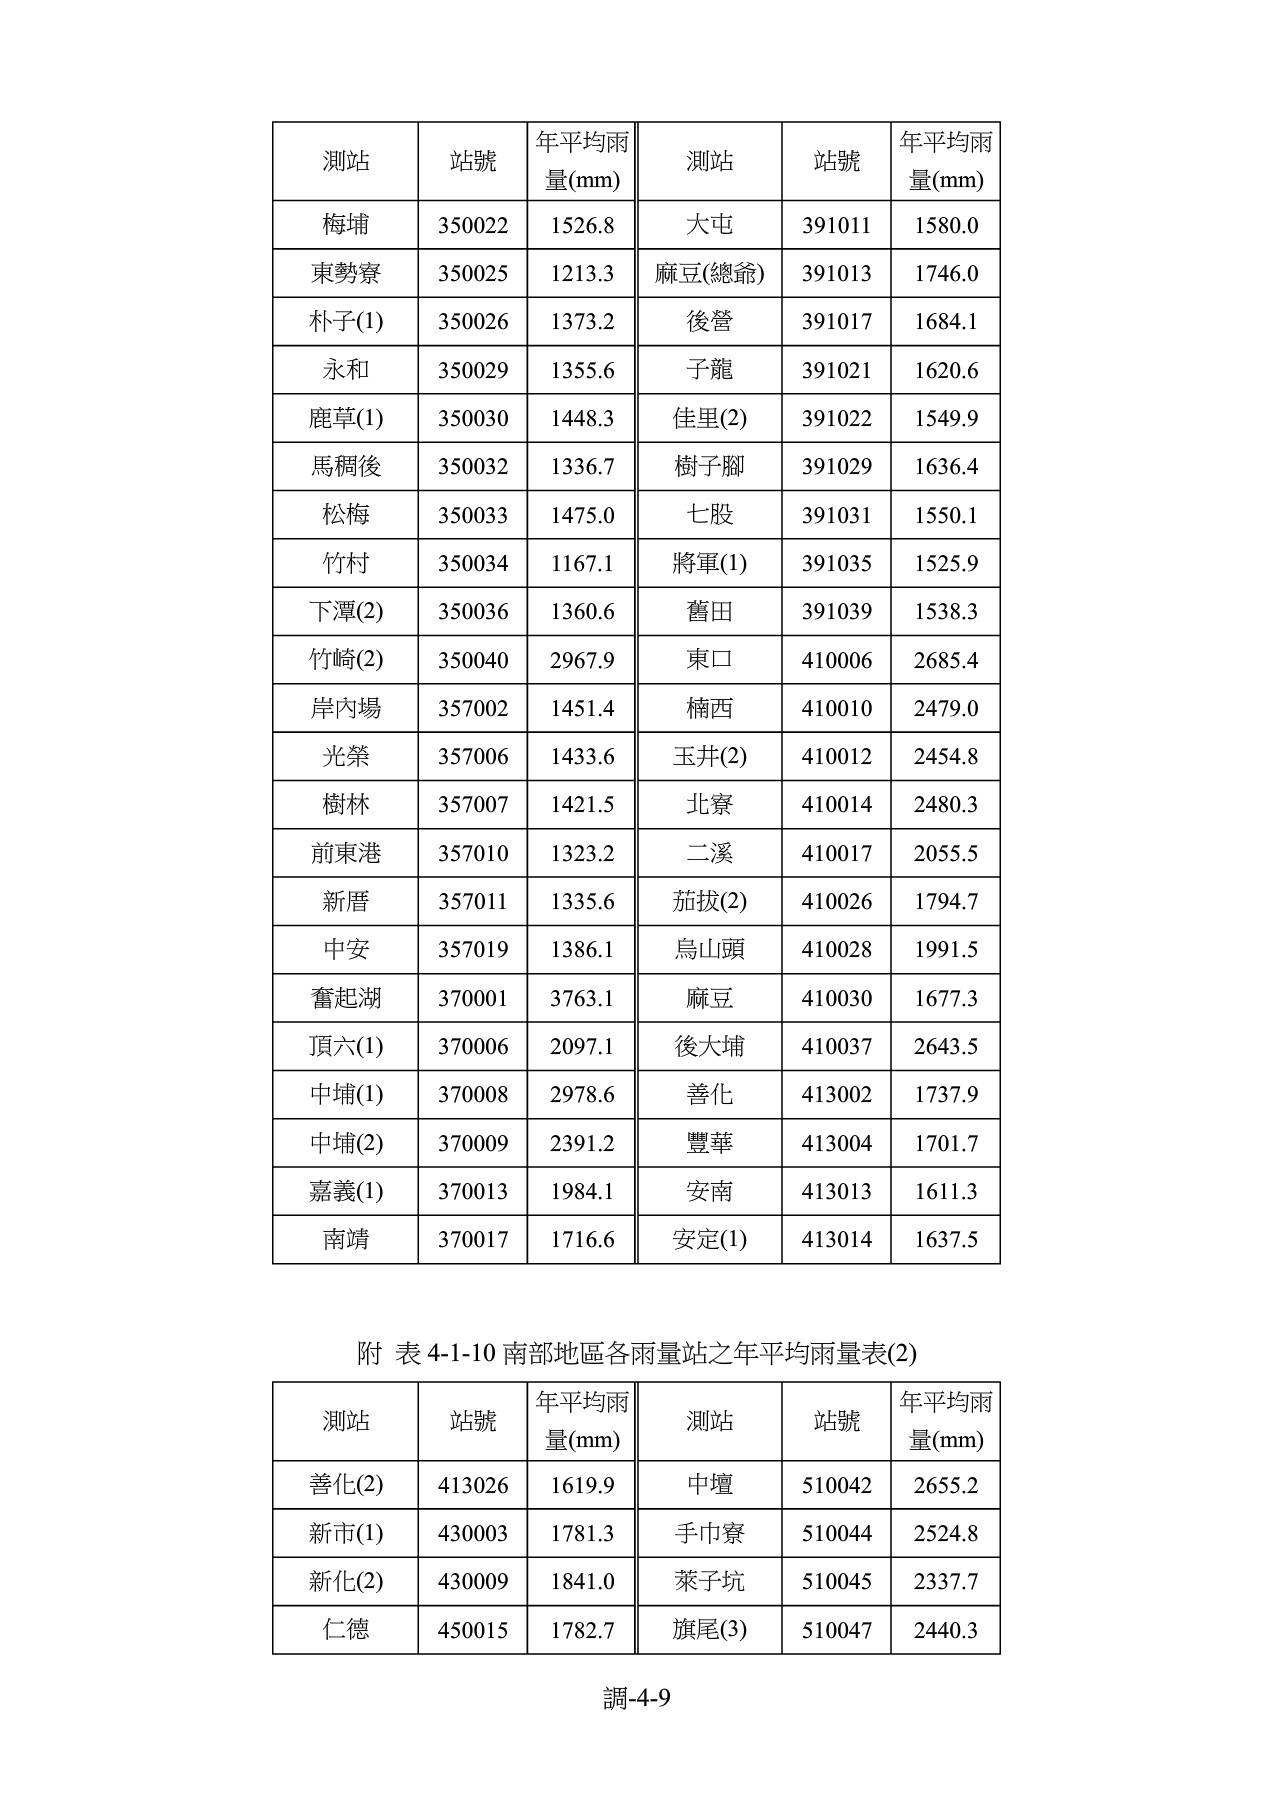 測站 站號 年平均雨量(mm) 測站 站號 年平均雨量(mm)
梅埔 350022 1526.8 大屯 391011 1580.0
東勢寮 350025 1213.3 麻豆(總爺) 391013 1746.0
朴子(1) 350026 1373.2 後營 391017 1684.1
永和 350029 1355.6 子龍 391021 1620.6
鹿草(1) 350030 1448.3 佳里(2) 391022 1549.9
馬稠後 350032 1336.7 樹子腳 391029 1636.4
松梅 350033 1475.0 七股 391031 1550.1
竹村 350034 1167.1 將軍(1) 391035 1525.9
下潭(2) 350036 1360.6 舊田 391039 1538.3
竹崎(2) 350040 2967.9 東口 410006 2685.4
岸內場 357002 1451.4 楠西 410010 2479.0
光榮 357006 1433.6 玉井(2) 410012 2454.8
樹林 357007 1421.5 北寮 410014 2480.3
前東港 357010 1323.2 二溪 410017 2055.5
新厝 357011 1335.6 茄拔(2) 410026 1794.7
中安 357019 1386.1 烏山頭 410028 1991.5
奮起湖 370001 3763.1 麻豆 410030 1677.3
頂六(1) 370006 2097.1 後大埔 410037 2643.5
中埔(1) 370008 2978.6 善化 413002 1737.9
中埔(2) 370009 2391.2 豐華 413004 1701.7
嘉義(1) 370013 1984.1 安南 413013 1611.3
南靖 370017 1716.6 安定(1) 413014 1637.5
附 表 4-1-10 南部地區各雨量站之年平均雨量表(2)
測站 站號 年平均雨量(mm) 測站 站號 年平均雨量(mm)
善化(2) 413026 1619.9 中壇 510042 2655.2
新市(1) 430003 1781.3 手巾寮 510044 2524.8
新化(2) 430009 1841.0 萊子坑 510045 2337.7
仁德 450015 1782.7 旗尾(3) 510047 2440.3
調-4-9